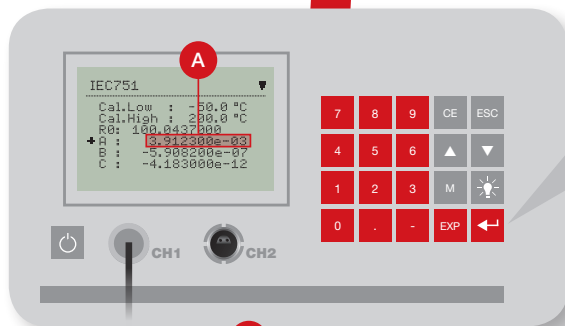 A
IEC751
Cal.Low : -50.0 °C
Cal.High : 200.0 °C
R0: 100.0437000
A : 3.912300e-03
B : -5.908200e-07
C : -4.183000e-12
7 8 9 CE ESC
4 5 6
1 2 3 M
0 . - EXP
CH1 CH2